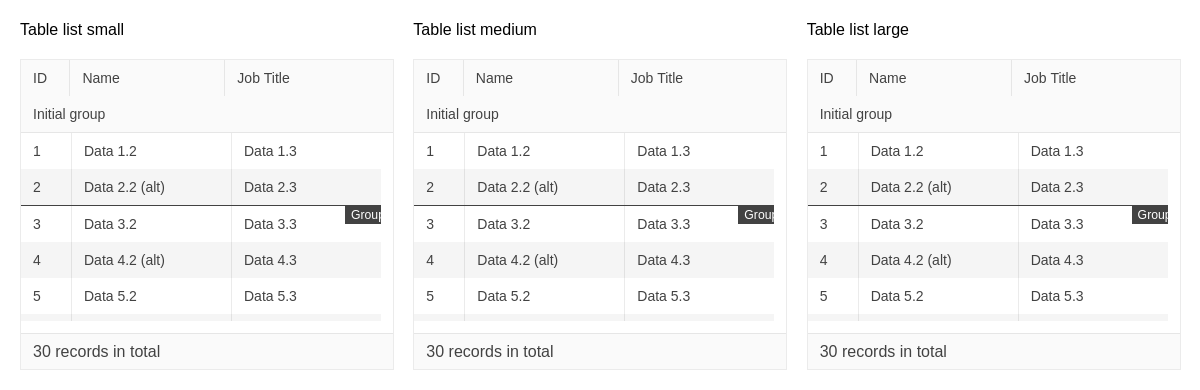 Table list small
ID Name Job Title
Initial group
1 Data 1.2 Data 1.3
2 Data 2.2 (alt) Data 2.3
Group
3 Data 3.2 Data 3.3
4 Data 4.2 (alt) Data 4.3
5 Data 5.2 Data 5.3
30 records in total
Table list medium
ID Name Job Title
Initial group
1 Data 1.2 Data 1.3
2 Data 2.2 (alt) Data 2.3
Group
3 Data 3.2 Data 3.3
4 Data 4.2 (alt) Data 4.3
5 Data 5.2 Data 5.3
30 records in total
Table list large
ID Name Job Title
Initial group
1 Data 1.2 Data 1.3
2 Data 2.2 (alt) Data 2.3
Group
3 Data 3.2 Data 3.3
4 Data 4.2 (alt) Data 4.3
5 Data 5.2 Data 5.3
30 records in total